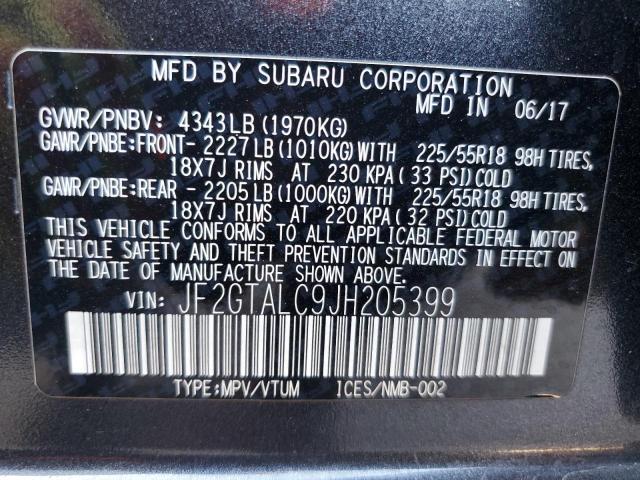 MFD BY SUBARU CORPORATION
MFD IN 06/17
GVWR/PNBV: 4343LB(1970KG)
GAWR/PNBE:FRONT- 2227LB(1010KG)WITH 225/55R18 98H TIRES,
18X7J RIMS AT 230 KPA(33 PSI)COLD
GAWR/PNBE:REAR - 2205LB(1000KG)WITH 225/55R18 98H TIRES,
18X7J RIMS AT 220 KPA(32 PSI)COLD
THIS VEHICLE CONFORMS TO ALL APPLICABLE FEDERAL MOTOR
VEHICLE SAFETY AND THEFT PREVENTION STANDARDS IN EFFECT
ON THE DATE OF MANUFACTURE SHOWN ABOVE.
VIN: JF2GTALC9JH205399
TYPE:MPV/VTUM ICES/NMB-002